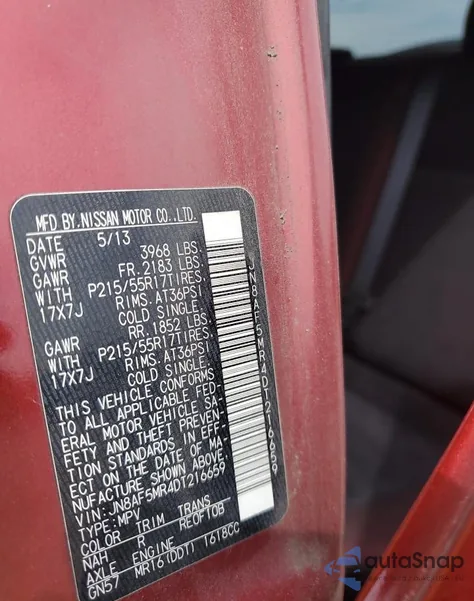 MFD BY.NISSAN MOTOR CO.,LTD.
DATE 5/13
GVWR 3968 LBS.
GAWR FR. 2183 LBS.
WITH P215/55R17TIRES.
17X7J RIMS. AT36PSI
COLD SINGLE.
GAWR RR. 1852 LBS.
WITH P215/55R17TIRES.
17X7J RIMS. AT36PSI
COLD SINGLE.
THIS VEHICLE CONFORMS
TO ALL APPLICABLE FED-
ERAL MOTOR VEHICLE SA-
FETY AND THEFT PREVEN-
TION STANDARDS IN EFF-
ECT ON THE DATE OF MA-
NUFACTURE SHOWN ABOVE.
VIN:JN8AF5MR4DT216659
TYPE:MPV
COLOR TRIM TRANS
NAH R RE0F10B
AXLE ENGINE
GN57 MR16(DDT) 1618CC
JN8AF5MR4DT216659
autoSnap